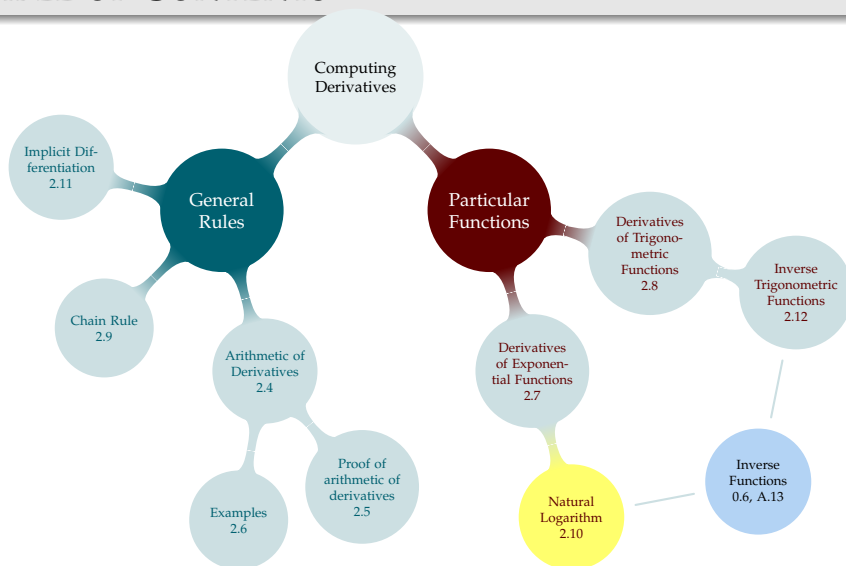 Computing
Derivatives
General
Rules
Particular
Functions
Implicit Dif-
ferentiation
2.11
Chain Rule
2.9
Arithmetic of
Derivatives
2.4
Examples
2.6
Proof of
arithmetic of
derivatives
2.5
Derivatives
of Trigono-
metric
Functions
2.8
Inverse
Trigonometric
Functions
2.12
Derivatives
of Exponen-
tial Functions
2.7
Natural
Logarithm
2.10
Inverse
Functions
0.6, A.13